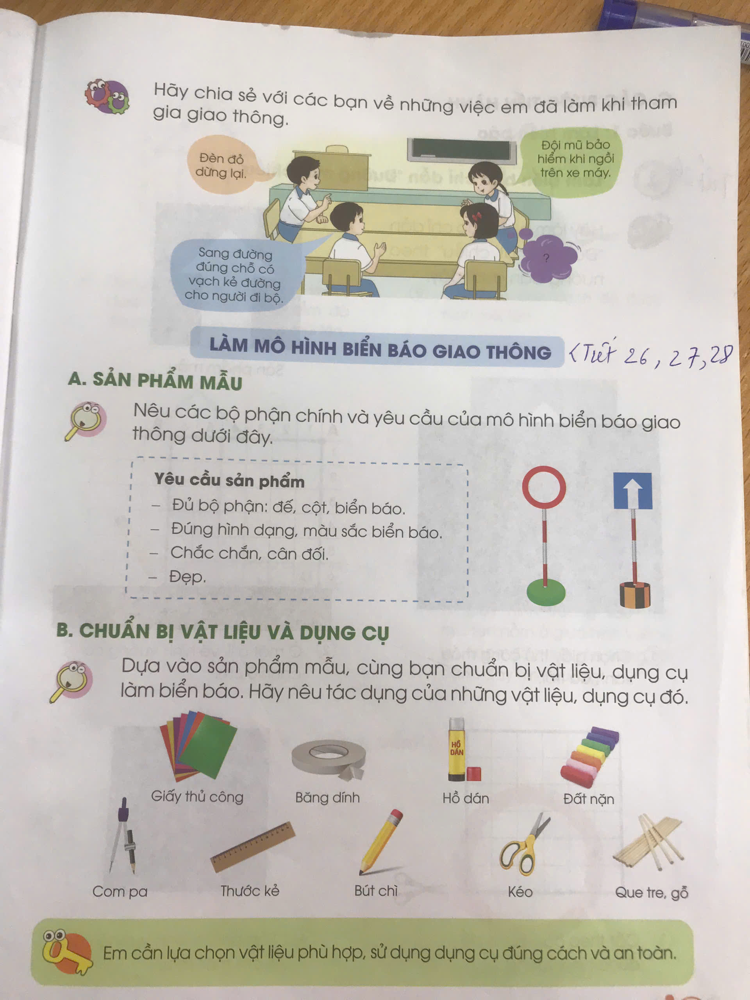 Hãy chia sẻ với các bạn về những việc em đã làm khi tham
gia giao thông.
Đèn đỏ
dừng lại.
Đội mũ bảo
hiểm khi ngồi
trên xe máy.
Sang đường
đúng chỗ có
vạch kẻ đường
cho người đi bộ.
?
LÀM MÔ HÌNH BIỂN BÁO GIAO THÔNG <Tiết 26, 27, 28
A. SẢN PHẨM MẪU
Nêu các bộ phận chính và yêu cầu của mô hình biển báo giao
thông dưới đây.
Yêu cầu sản phẩm
– Đủ bộ phận: đế, cột, biển báo.
– Đúng hình dạng, màu sắc biển báo.
– Chắc chắn, cân đối.
– Đẹp.
B. CHUẨN BỊ VẬT LIỆU VÀ DỤNG CỤ
Dựa vào sản phẩm mẫu, cùng bạn chuẩn bị vật liệu, dụng cụ
làm biển báo. Hãy nêu tác dụng của những vật liệu, dụng cụ đó.
HỒ
DÁN
Giấy thủ công
Băng dính
Hồ dán
Đất nặn
Com pa
Thước kẻ
Bút chì
Kéo
Que tre, gỗ
Em cần lựa chọn vật liệu phù hợp, sử dụng dụng cụ đúng cách và an toàn.